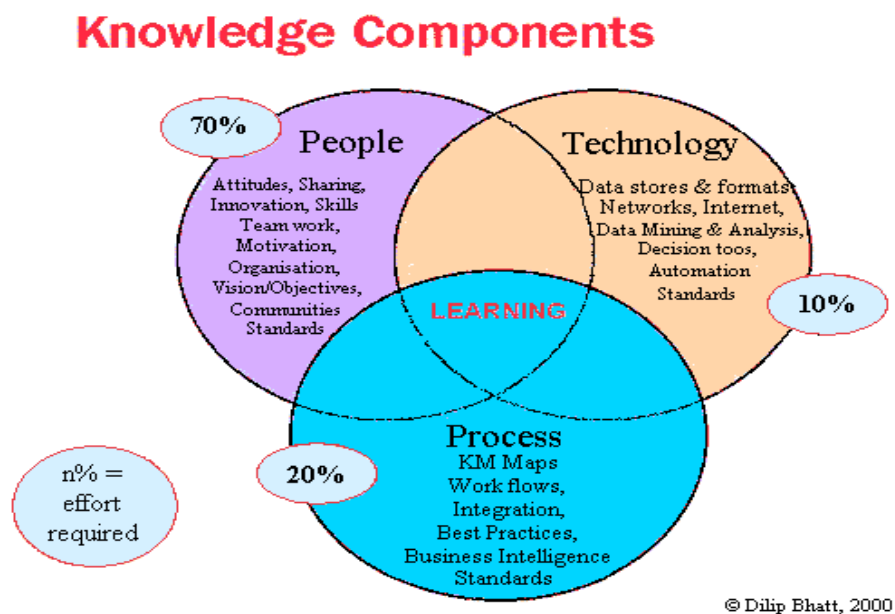 Knowledge Components
70%
People
Attitudes, Sharing,
Innovation, Skills
Team work,
Motivation,
Organisation,
Vision/Objectives,
Communities
Standards
Technology
Data stores & formats
Networks, Internet,
Data Mining & Analysis,
Decision toos,
Automation
Standards
10%
LEARNING
Process
KM Maps
Work flows,
Integration,
Best Practices,
Business Intelligence
Standards
20%
n% =
effort
required
© Dilip Bhatt, 2000